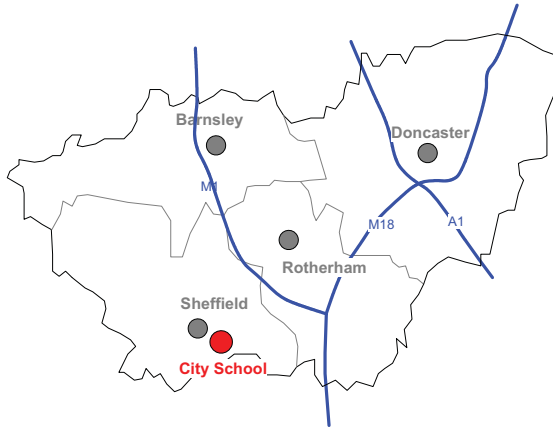 Barnsley
Doncaster
M1
M18
A1
Rotherham
Sheffield
City School